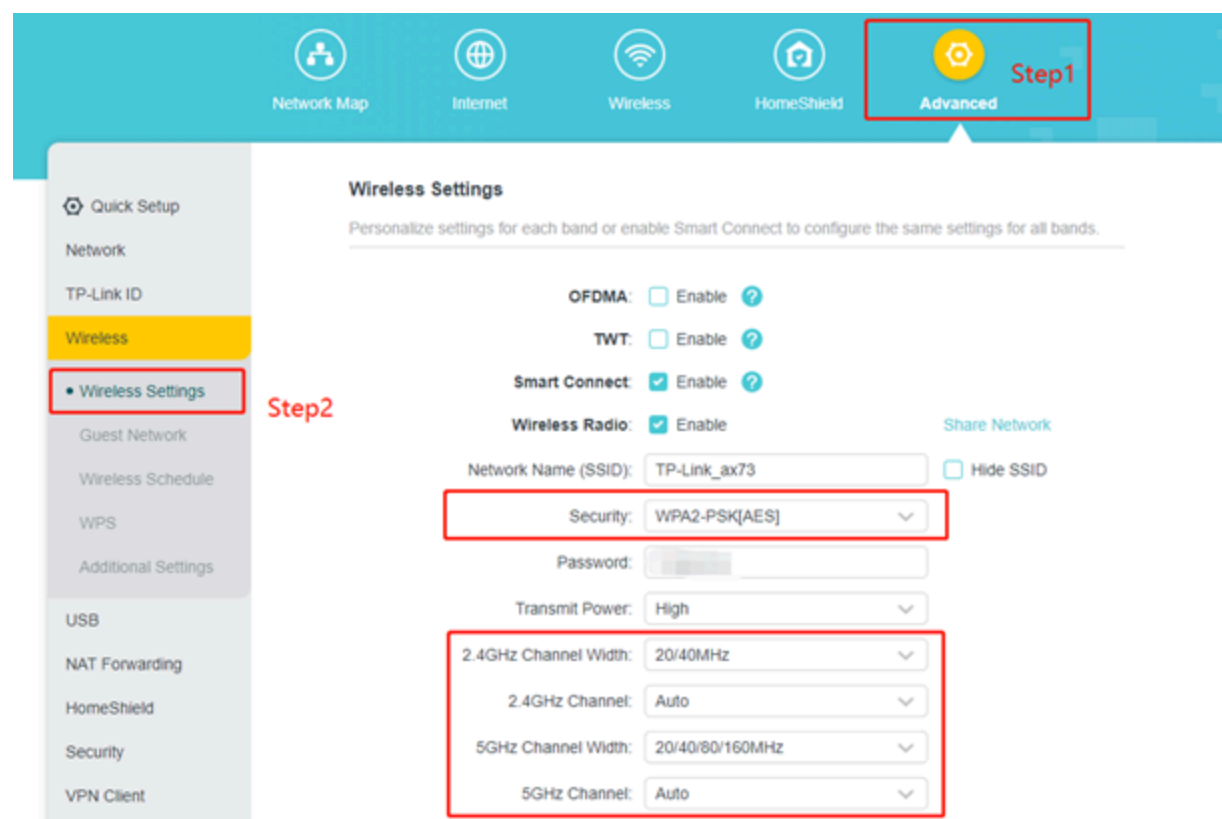 Network Map
Internet
Wireless
HomeShield
Advanced
Step1
Quick Setup
Network
TP-Link ID
Wireless
• Wireless Settings
Step2
Guest Network
Wireless Schedule
WPS
Additional Settings
USB
NAT Forwarding
HomeShield
Security
VPN Client
Wireless Settings
Personalize settings for each band or enable Smart Connect to configure the same settings for all bands.
OFDMA: Enable ?
TWT: Enable ?
Smart Connect: Enable ?
Wireless Radio: Enable Share Network
Network Name (SSID): TP-Link_ax73 Hide SSID
Security: WPA2-PSK[AES]
Password:
Transmit Power: High
2.4GHz Channel Width: 20/40MHz
2.4GHz Channel: Auto
5GHz Channel Width: 20/40/80/160MHz
5GHz Channel: Auto